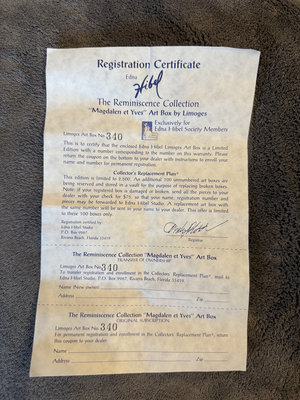 Registration Certificate
Edna
Hibel
The Reminiscence Collection
"Magdalen et Yves" Art Box by Limoges
Exclusively for
Edna Hibel Society Members
Limoges Art Box No. 340
This is to certify that the enclosed Edna Hibel Limoges Art Box is a Limited
Edition with a number corresponding to the number on this warranty. Please
return the coupon on the bottom to your dealer with instructions to enroll your
name and number for permanent registration.
Collector's Replacement Plan*
This edition is limited to 2,500. An additional 100 unnumbered art boxes are
being reserved and stored in a vault for the purpose of replacing broken boxes.
Note: If your registered box is damaged or broken, send all the pieces to your
dealer with your check for $75, so that your name, registration number and
pieces may be forwarded to Edna Hibel Studio. A replacement art box with
the same number will be sent in your name to your dealer. This offer is limited
to these 100 boxes only.
Registration certified by
Edna Hibel Studio
P.O. Box 9967,
Riviera Beach, Florida 33419
Registrar
The Reminiscence Collection "Magdalen et Yves" Art Box
TRANSFER OF OWNERSHIP
Limoges Art Box No. 340
To transfer registration and enrollment in the Collectors' Replacement Plan*, mail to
Edna Hibel Studio, P.O. Box 9967, Riviera Beach, Florida 33419.
Name (New owner)
Address Zip
The Reminiscence Collection "Magdalen et Yves" Art Box
ORIGINAL SUBSCRIPTION
Limoges Art Box No. 340
For permanent registration and enrollment in the Collectors' Replacement Plan*, return
this coupon to your dealer.
Name
Address Zip